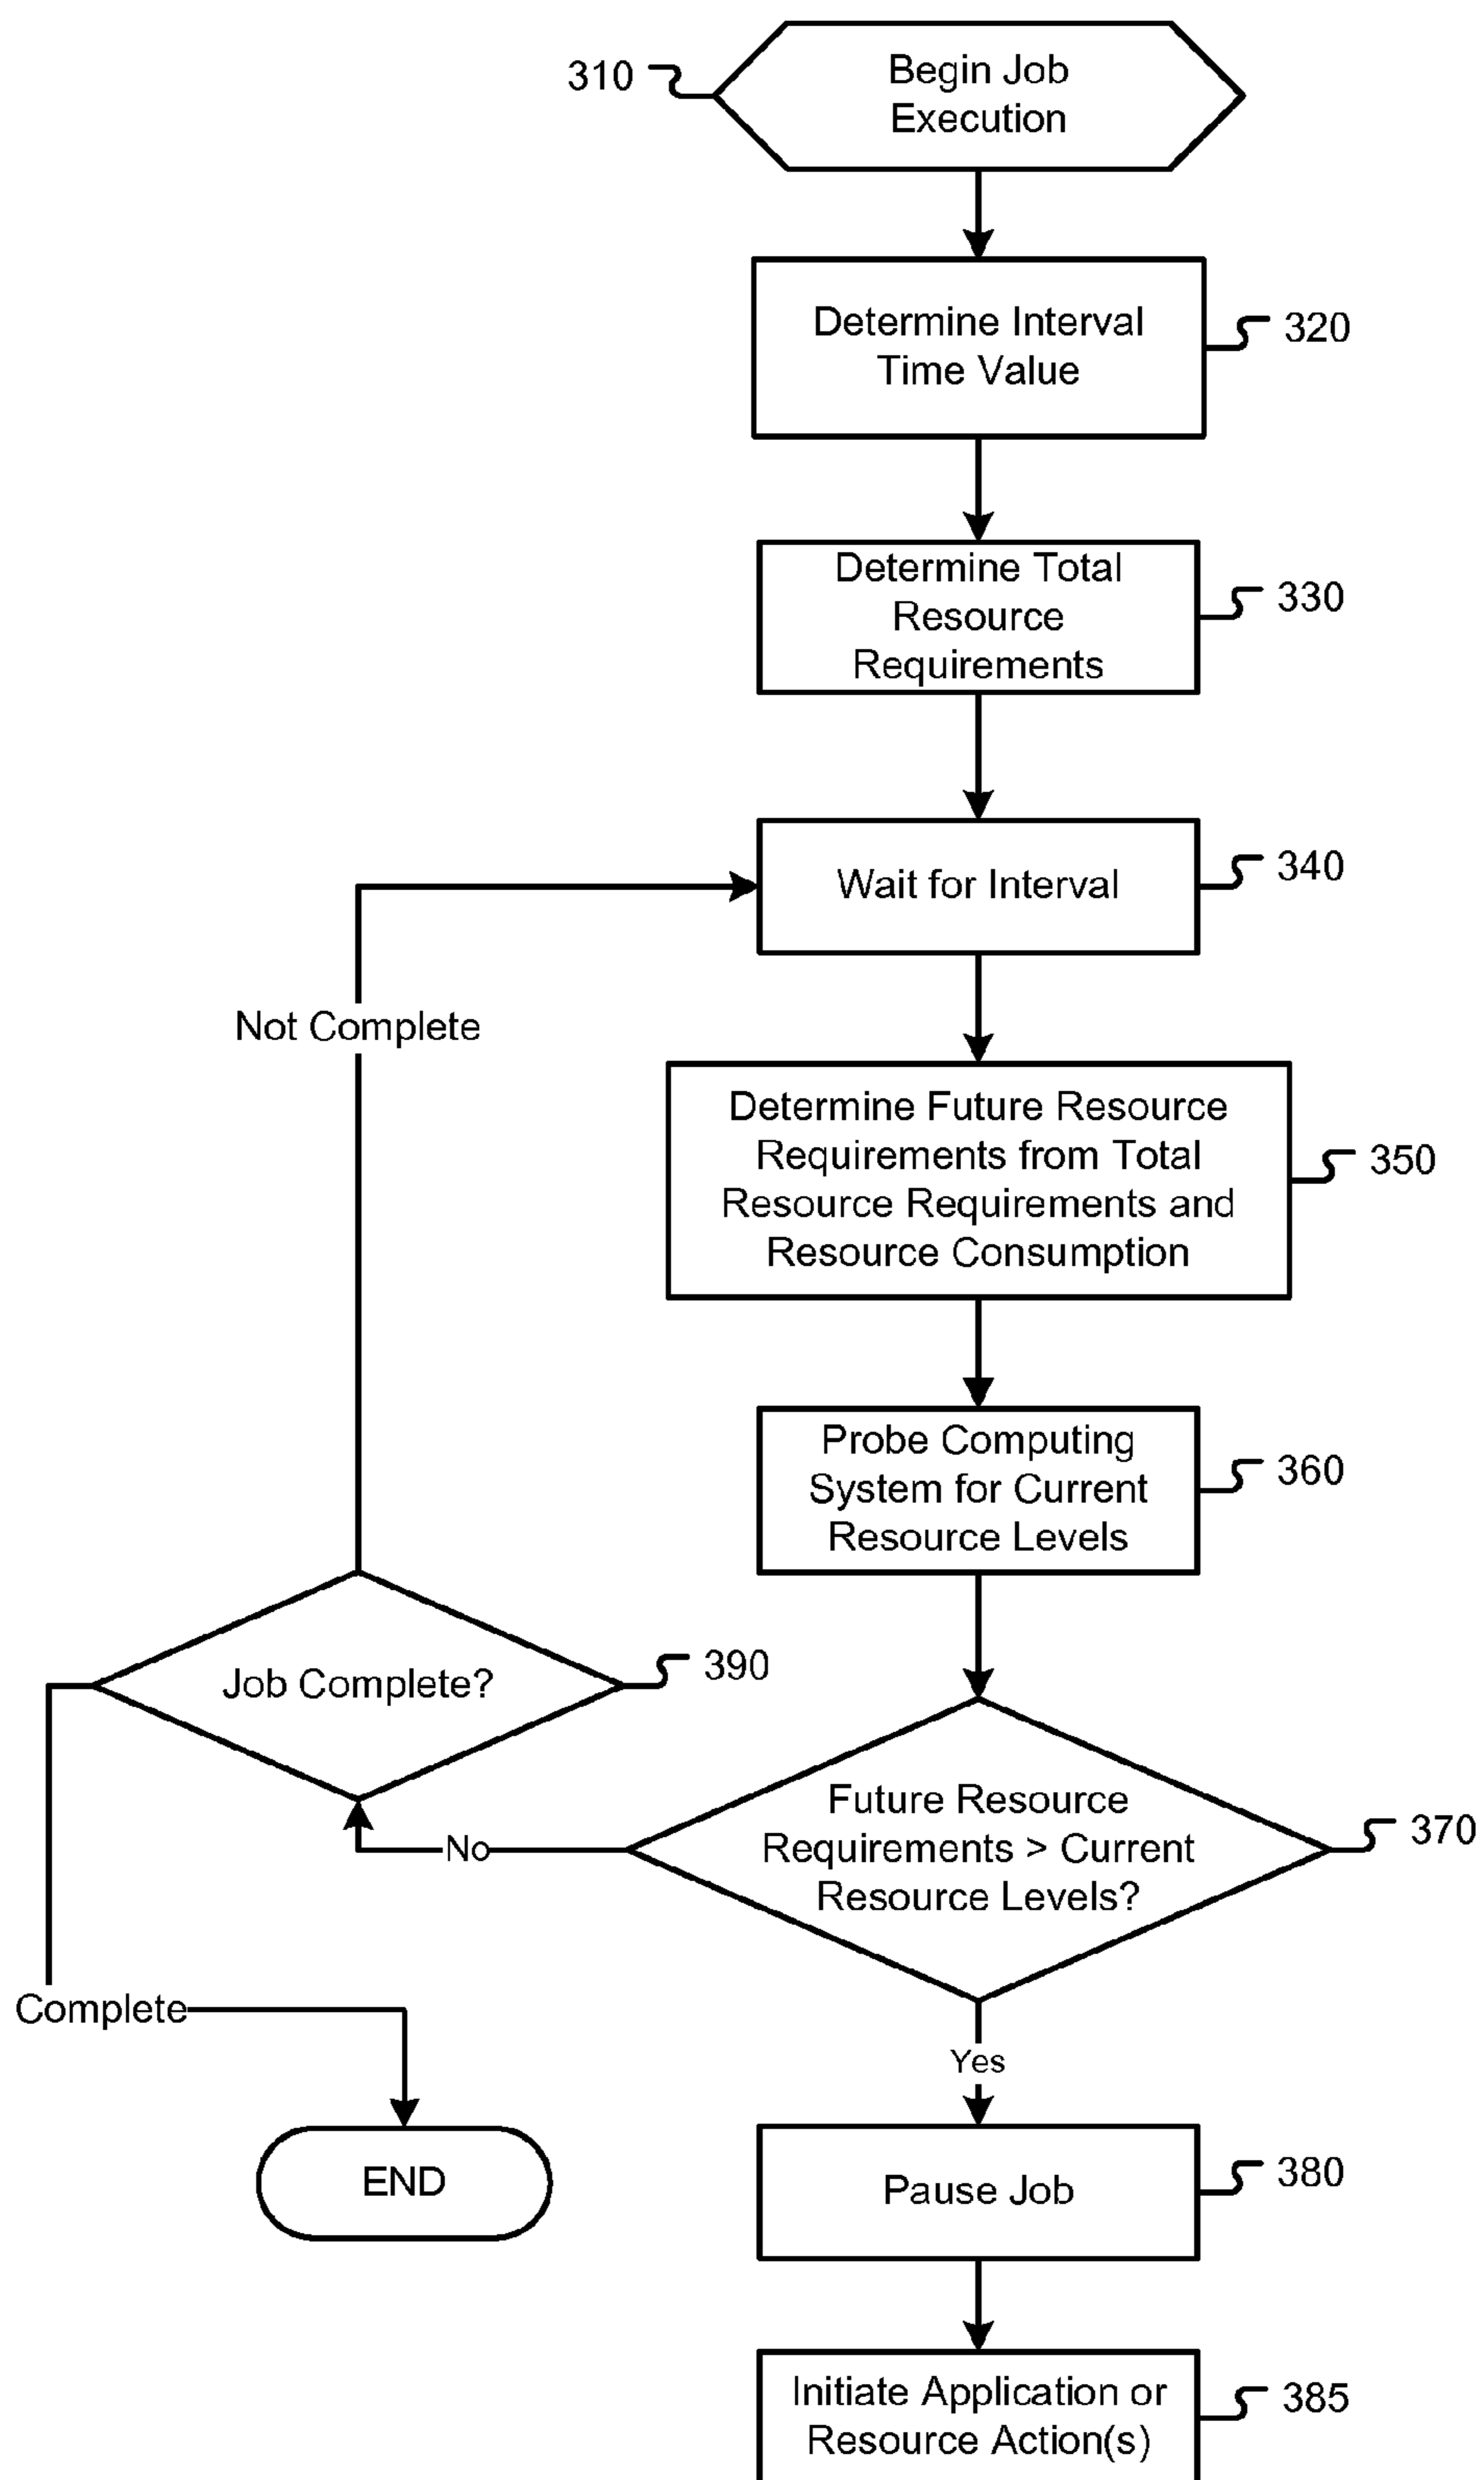 310
Begin Job
Execution
Determine Interval
Time Value
320
Determine Total
Resource
Requirements
330
Wait for Interval
340
Not Complete
Determine Future Resource
Requirements from Total
Resource Requirements and
Resource Consumption
350
Probe Computing
System for Current
Resource Levels
360
Job Complete?
390
Future Resource
Requirements > Current
Resource Levels?
370
No
Complete
Yes
END
Pause Job
380
Initiate Application or
Resource Action(s)
385